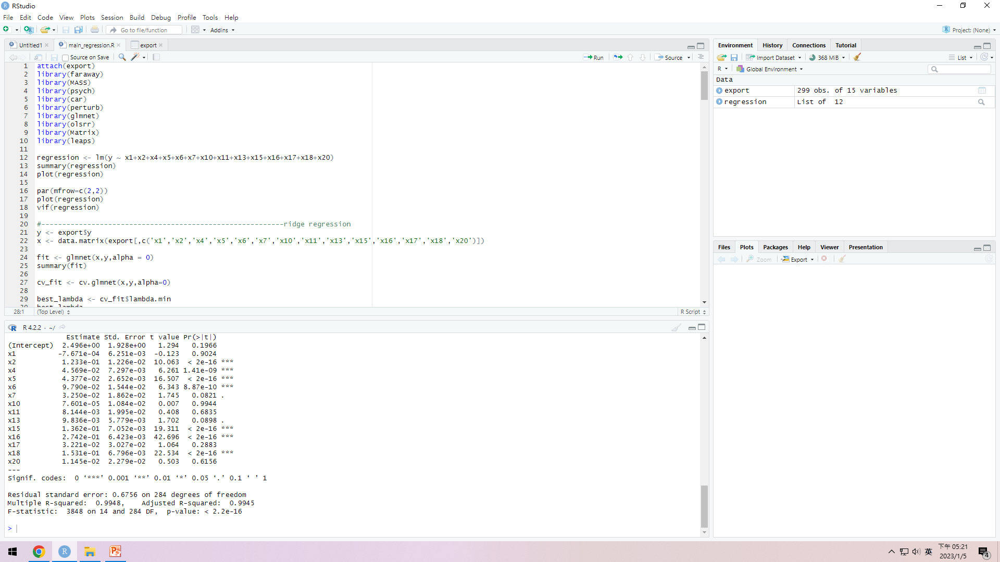 RStudio
File Edit Code View Plots Session Build Debug Profile Tools Help
Go to file/function Addins Project: (None)
Untitled1 main_regression.R export
Source on Save Run Source
1 attach(export)
2 library(faraway)
3 library(MASS)
4 library(psych)
5 library(car)
6 library(perturb)
7 library(glmnet)
8 library(olsrr)
9 library(Matrix)
10 library(leaps)
11
12 regression <- lm(y ~ x1+x2+x4+x5+x6+x7+x10+x11+x13+x15+x16+x17+x18+x20)
13 summary(regression)
14 plot(regression)
15
16 par(mfrow=c(2,2))
17 plot(regression)
18 vif(regression)
19
20 #----------------------------------------------------------ridge regression
21 y <- export$y
22 x <- data.matrix(export[,c('x1','x2','x4','x5','x6','x7','x10','x11','x13','x15','x16','x17','x18','x20')])
23
24 fit <- glmnet(x,y,alpha = 0)
25 summary(fit)
26
27 cv_fit <- cv.glmnet(x,y,alpha=0)
28
29 best_lambda <- cv_fit$lambda.min
30 best_lambda
28:1 (Top Level) R Script
R 4.2.2 · ~/
Estimate Std. Error t value Pr(>|t|)
(Intercept) 2.496e+00 1.928e+00 1.294 0.1966
x1 -7.671e-04 6.251e-03 -0.123 0.9024
x2 1.233e-01 1.226e-02 10.063 < 2e-16 ***
x4 4.569e-02 7.297e-03 6.261 1.41e-09 ***
x5 4.377e-02 2.652e-03 16.507 < 2e-16 ***
x6 9.790e-02 1.544e-02 6.343 8.87e-10 ***
x7 3.250e-02 1.862e-02 1.745 0.0821 .
x10 7.601e-05 1.084e-02 0.007 0.9944
x11 8.144e-03 1.995e-02 0.408 0.6835
x13 9.836e-03 5.779e-03 1.702 0.0898 .
x15 1.362e-01 7.052e-03 19.311 < 2e-16 ***
x16 2.742e-01 6.423e-03 42.696 < 2e-16 ***
x17 3.221e-02 3.027e-02 1.064 0.2883
x18 1.531e-01 6.796e-03 22.534 < 2e-16 ***
x20 1.145e-02 2.279e-02 0.503 0.6156
---
Signif. codes: 0 ‘***’ 0.001 ‘**’ 0.01 ‘*’ 0.05 ‘.’ 0.1 ‘ ’ 1
Residual standard error: 0.6756 on 284 degrees of freedom
Multiple R-squared: 0.9948, Adjusted R-squared: 0.9945
F-statistic: 3848 on 14 and 284 DF, p-value: < 2.2e-16
>
Environment History Connections Tutorial
Import Dataset 368 MiB List
R Global Environment
Data
export 299 obs. of 15 variables
regression List of 12
Files Plots Packages Help Viewer Presentation
Zoom Export
英 下午 05:21
2023/1/5 4